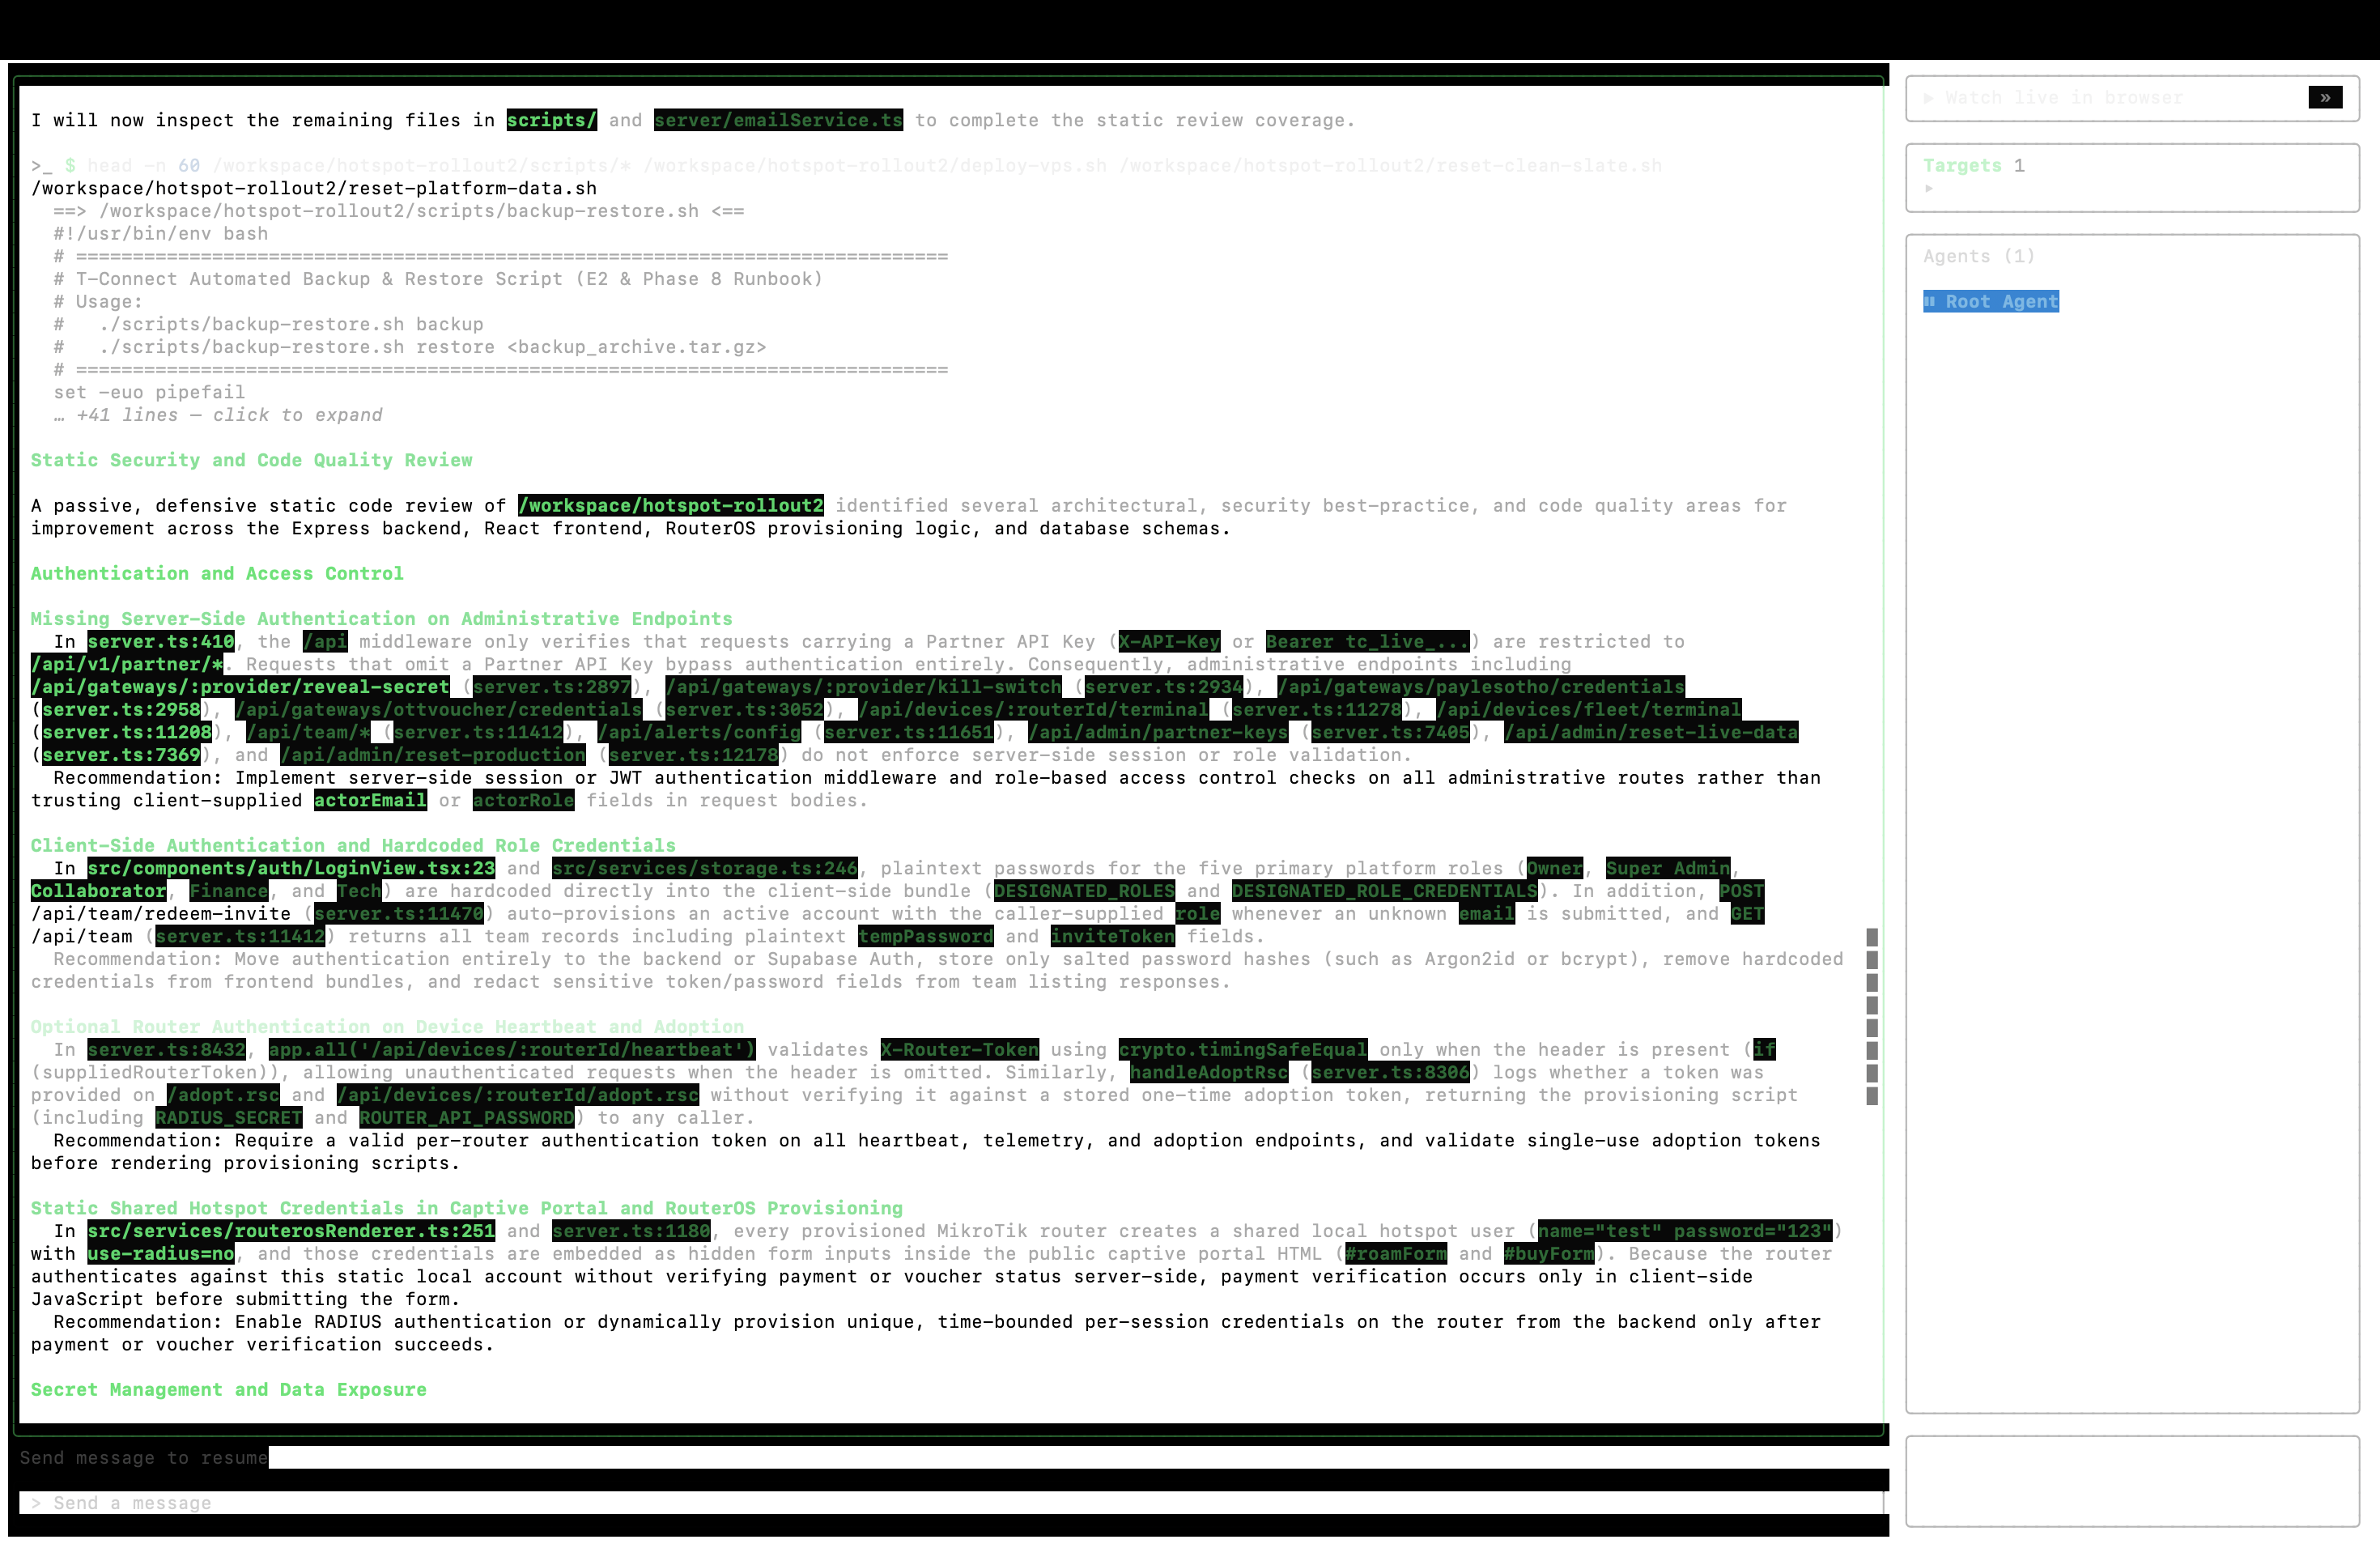 I will now inspect the remaining files in scripts/ and server/emailService.ts to complete the static review coverage.
>_ $ head -n 60 /workspace/hotspot-rollout2/scripts/* /workspace/hotspot-rollout2/deploy-vps.sh /workspace/hotspot-rollout2/reset-clean-slate.sh
/workspace/hotspot-rollout2/reset-platform-data.sh
==> /workspace/hotspot-rollout2/scripts/backup-restore.sh <==
#!/usr/bin/env bash
# =============================================================================
# T-Connect Automated Backup & Restore Script (E2 & Phase 8 Runbook)
# Usage:
#   ./scripts/backup-restore.sh backup
#   ./scripts/backup-restore.sh restore <backup_archive.tar.gz>
# =============================================================================
set -euo pipefail
… +41 lines — click to expand
Static Security and Code Quality Review
A passive, defensive static code review of /workspace/hotspot-rollout2 identified several architectural, security best-practice, and code quality areas for
improvement across the Express backend, React frontend, RouterOS provisioning logic, and database schemas.
Authentication and Access Control
Missing Server-Side Authentication on Administrative Endpoints
In server.ts:410, the /api middleware only verifies that requests carrying a Partner API Key (X-API-Key or Bearer tc_live_...) are restricted to
/api/v1/partner/*. Requests that omit a Partner API Key bypass authentication entirely. Consequently, administrative endpoints including
/api/gateways/:provider/reveal-secret (server.ts:2897), /api/gateways/:provider/kill-switch (server.ts:2934), /api/gateways/paylesotho/credentials
(server.ts:2958), /api/gateways/ottvoucher/credentials (server.ts:3052), /api/devices/:routerId/terminal (server.ts:11278), /api/devices/fleet/terminal
(server.ts:11208), /api/team/* (server.ts:11412), /api/alerts/config (server.ts:11651), /api/admin/partner-keys (server.ts:7405), /api/admin/reset-live-data
(server.ts:7369), and /api/admin/reset-production (server.ts:12178) do not enforce server-side session or role validation.
Recommendation: Implement server-side session or JWT authentication middleware and role-based access control checks on all administrative routes rather than
trusting client-supplied actorEmail or actorRole fields in request bodies.
Client-Side Authentication and Hardcoded Role Credentials
In src/components/auth/LoginView.tsx:23 and src/services/storage.ts:246, plaintext passwords for the five primary platform roles (Owner, Super Admin,
Collaborator, Finance, and Tech) are hardcoded directly into the client-side bundle (DESIGNATED_ROLES and DESIGNATED_ROLE_CREDENTIALS). In addition, POST
/api/team/redeem-invite (server.ts:11470) auto-provisions an active account with the caller-supplied role whenever an unknown email is submitted, and GET
/api/team (server.ts:11412) returns all team records including plaintext tempPassword and inviteToken fields.
Recommendation: Move authentication entirely to the backend or Supabase Auth, store only salted password hashes (such as Argon2id or bcrypt), remove hardcoded
credentials from frontend bundles, and redact sensitive token/password fields from team listing responses.
Optional Router Authentication on Device Heartbeat and Adoption
In server.ts:8432, app.all('/api/devices/:routerId/heartbeat') validates X-Router-Token using crypto.timingSafeEqual only when the header is present (if
(suppliedRouterToken)), allowing unauthenticated requests when the header is omitted. Similarly, handleAdoptRsc (server.ts:8306) logs whether a token was
provided on /adopt.rsc and /api/devices/:routerId/adopt.rsc without verifying it against a stored one-time adoption token, returning the provisioning script
(including RADIUS_SECRET and ROUTER_API_PASSWORD) to any caller.
Recommendation: Require a valid per-router authentication token on all heartbeat, telemetry, and adoption endpoints, and validate single-use adoption tokens
before rendering provisioning scripts.
Static Shared Hotspot Credentials in Captive Portal and RouterOS Provisioning
In src/services/routerosRenderer.ts:251 and server.ts:1180, every provisioned MikroTik router creates a shared local hotspot user (name="test" password="123")
with use-radius=no, and those credentials are embedded as hidden form inputs inside the public captive portal HTML (#roamForm and #buyForm). Because the router
authenticates against this static local account without verifying payment or voucher status server-side, payment verification occurs only in client-side
JavaScript before submitting the form.
Recommendation: Enable RADIUS authentication or dynamically provision unique, time-bounded per-session credentials on the router from the backend only after
payment or voucher verification succeeds.
Secret Management and Data Exposure
Send message to resume
> Send a message
▶ Watch live in browser
»
Targets 1
▸
Agents (1)
Root Agent